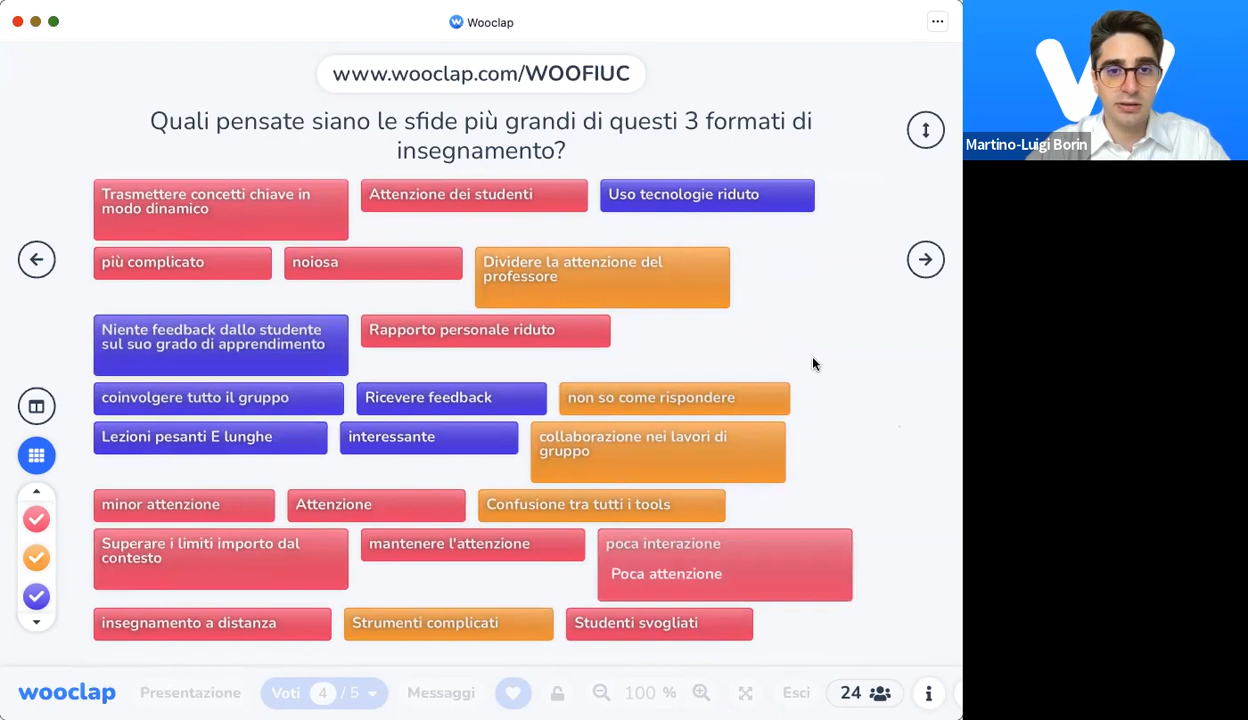 Wooclap
www.wooclap.com/WOOFIUC
Quali pensate siano le sfide più grandi di questi 3 formati di
insegnamento?
Trasmettere concetti chiave in
modo dinamico
Attenzione dei studenti
Uso tecnologie riduto
più complicato
noiosa
Dividere la attenzione del
professore
Niente feedback dallo studente
sul suo grado di apprendimento
Rapporto personale riduto
coinvolgere tutto il gruppo
Ricevere feedback
non so come rispondere
Lezioni pesanti E lunghe
interessante
collaborazione nei lavori di
gruppo
minor attenzione
Attenzione
Confusione tra tutti i tools
Superare i limiti importo dal
contesto
mantenere l'attenzione
poca interazione
Poca attenzione
insegnamento a distanza
Strumenti complicati
Studenti svogliati
wooclap
Presentazione
Voti 4 / 5
Messaggi
100 %
Esci
24
Martino-Luigi Borin